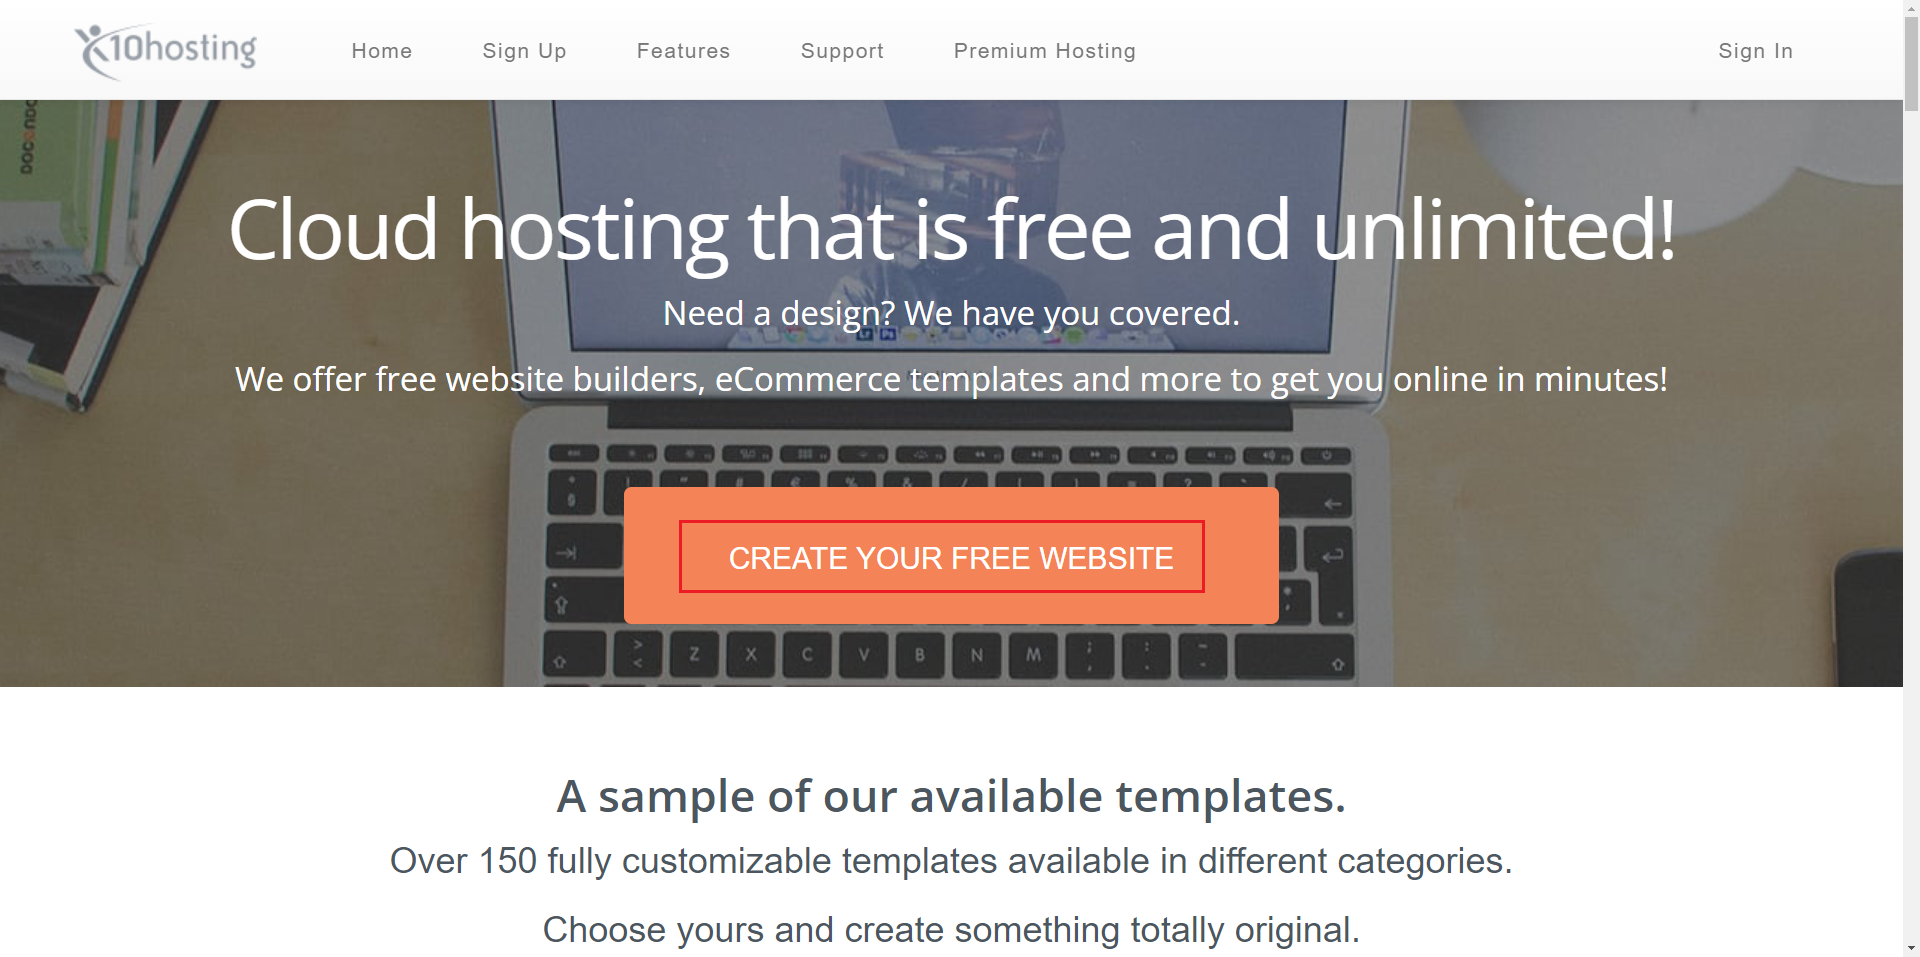 x10hosting
Home
Sign Up
Features
Support
Premium Hosting
Sign In
Cloud hosting that is free and unlimited!
Need a design? We have you covered.
We offer free website builders, eCommerce templates and more to get you online in minutes!
CREATE YOUR FREE WEBSITE
Z X C V B N M
A sample of our available templates.
Over 150 fully customizable templates available in different categories.
Choose yours and create something totally original.